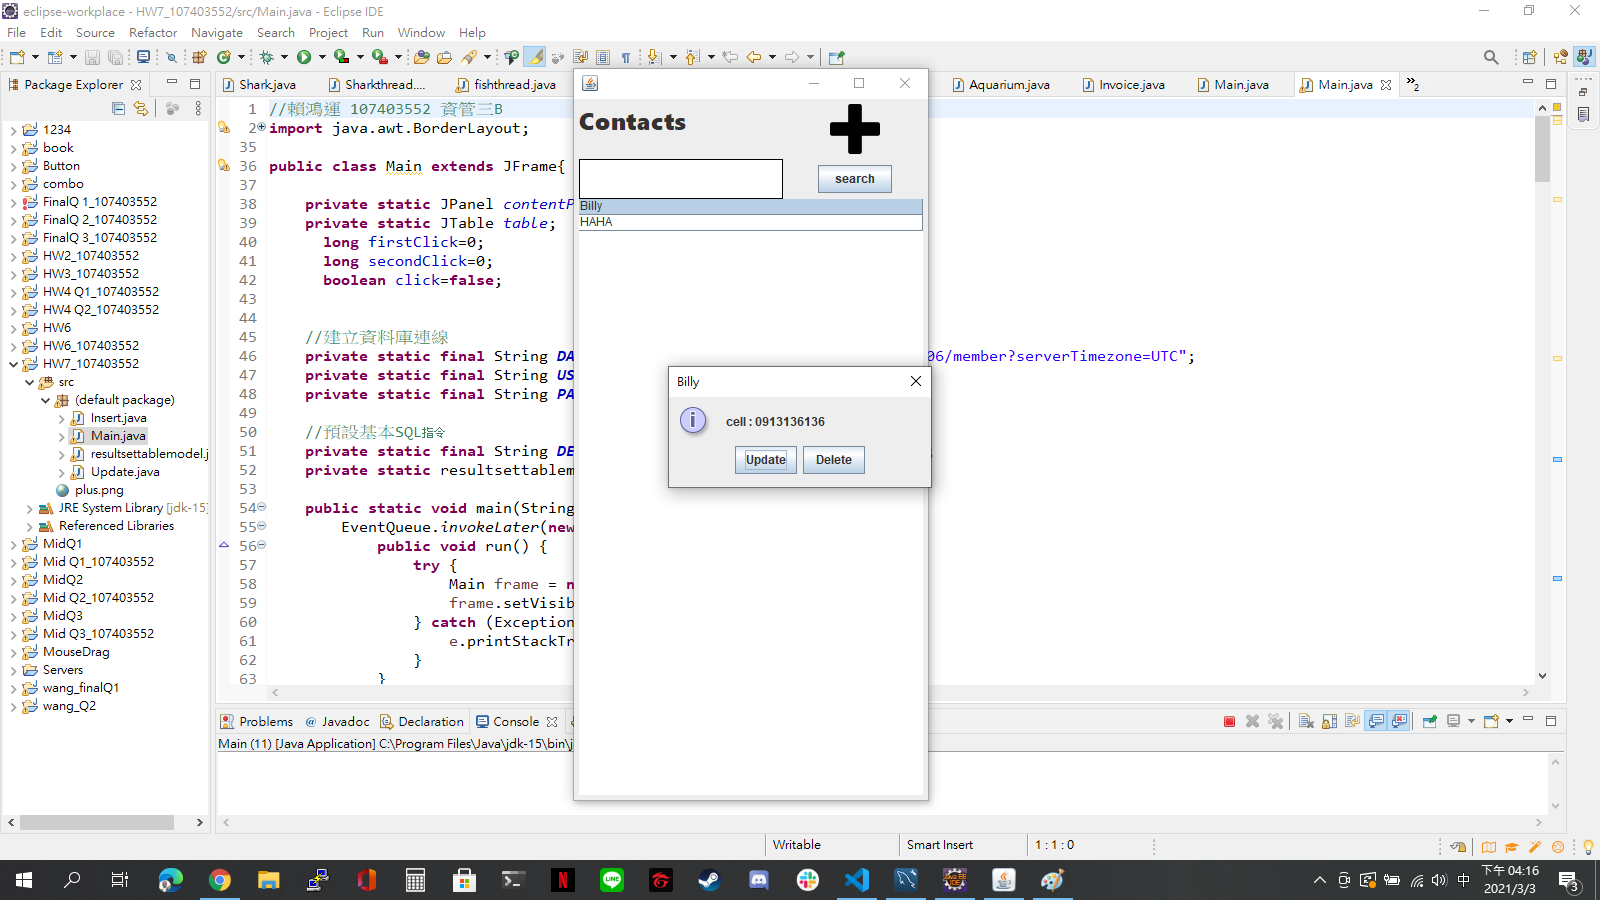 eclipse-workplace - HW7_107403552/src/Main.java - Eclipse IDE
File Edit Source Refactor Navigate Search Project Run Window Help
Package Explorer
Shark.java Sharkthread.... fishthread.java Aquarium.java Invoice.java Main.java Main.java »2
1234
book
Button
combo
FinalQ 1_107403552
FinalQ 2_107403552
FinalQ 3_107403552
HW2_107403552
HW3_107403552
HW4 Q1_107403552
HW4 Q2_107403552
HW6
HW6_107403552
HW7_107403552
src
(default package)
Insert.java
Main.java
resultsettablemodel.j
Update.java
plus.png
JRE System Library [jdk-15]
Referenced Libraries
MidQ1
Mid Q1_107403552
MidQ2
Mid Q2_107403552
MidQ3
Mid Q3_107403552
MouseDrag
Servers
wang_finalQ1
wang_Q2
1 //賴鴻運 107403552 資管三B
2 import java.awt.BorderLayout;
35
36 public class Main extends JFrame{
37
38 private static JPanel contentP
39 private static JTable table;
40 long firstClick=0;
41 long secondClick=0;
42 boolean click=false;
43
44
45 //建立資料庫連線
46 private static final String DA 06/member?serverTimezone=UTC";
47 private static final String US
48 private static final String PA
49
50 //預設基本SQL指令
51 private static final String DE
52 private static resultsettablem
53
54 public static void main(String
55 EventQueue.invokeLater(new
56 public void run() {
57 try {
58 Main frame = n
59 frame.setVisib
60 } catch (Exception
61 e.printStackTr
62 }
63 }
Contacts
search
Billy
HAHA
Billy
cell : 0913136136
Update Delete
Problems Javadoc Declaration Console
Main (11) [Java Application] C:\Program Files\Java\jdk-15\bin\j
Writable Smart Insert 1 : 1 : 0
中 下午 04:16
2021/3/3
3